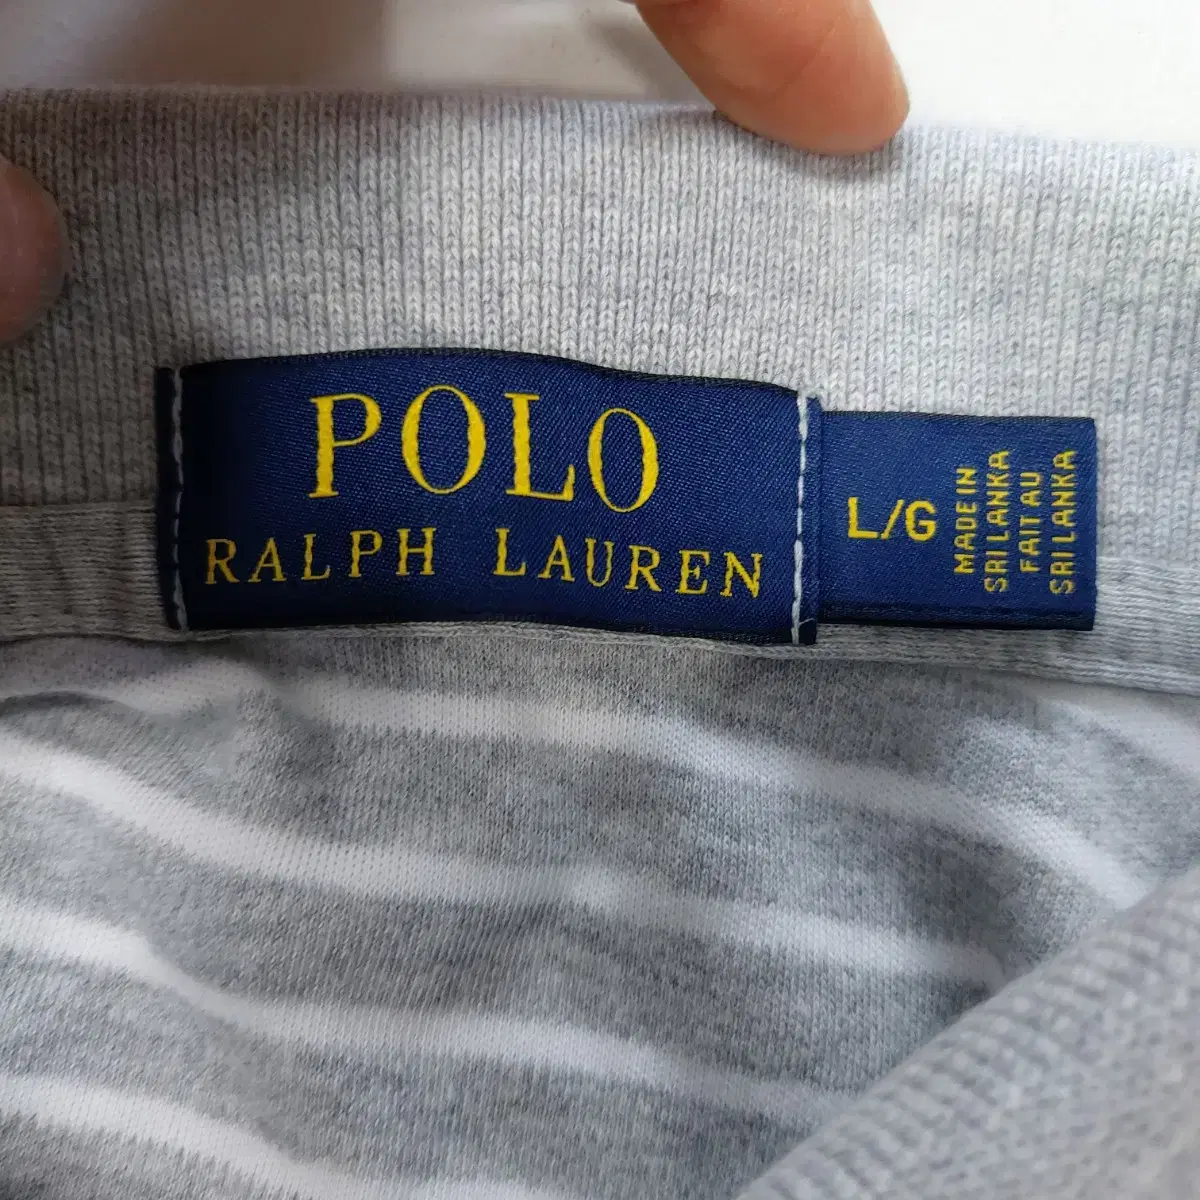 POLO
RALPH LAUREN
L/G
MADE IN
SRI LANKA
FAIT AU
SRI LANKA